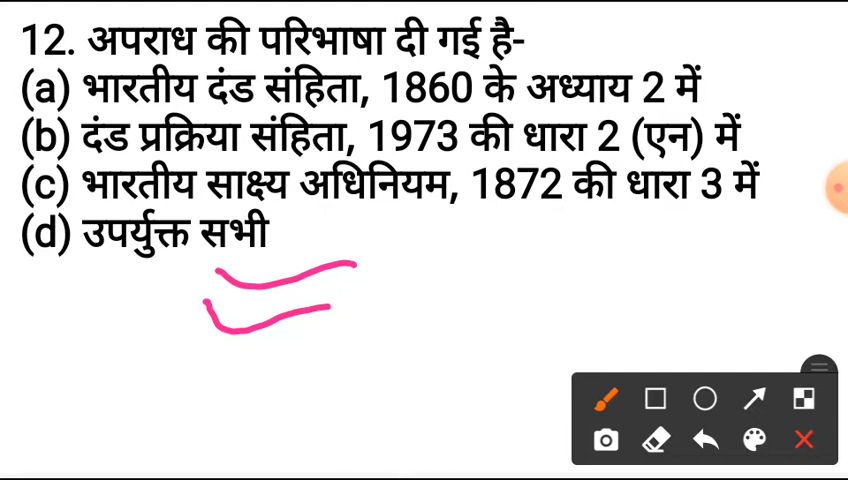 12. अपराध की परिभाषा दी गई है-
(a) भारतीय दंड संहिता, 1860 के अध्याय 2 में
(b) दंड प्रक्रिया संहिता, 1973 की धारा 2 (एन) में
(c) भारतीय साक्ष्य अधिनियम, 1872 की धारा 3 में
(d) उपर्युक्त सभी